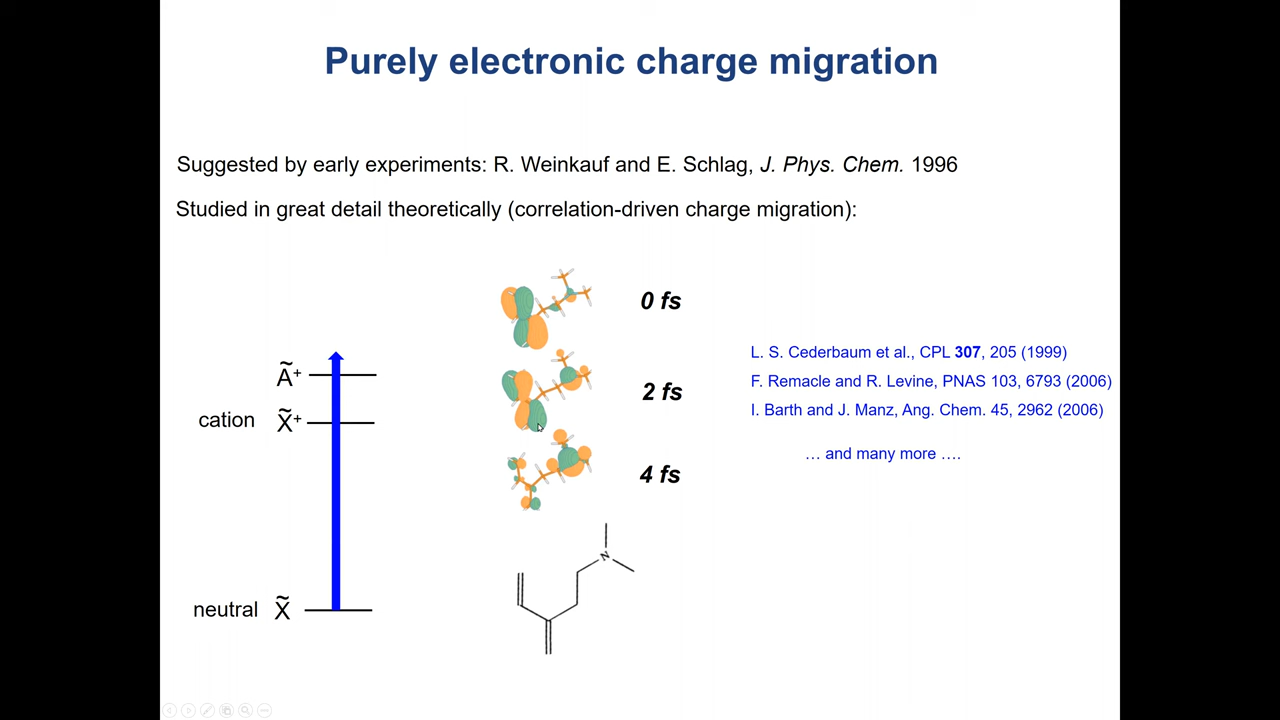 Purely electronic charge migration
Suggested by early experiments: R. Weinkauf and E. Schlag, J. Phys. Chem. 1996
Studied in great detail theoretically (correlation-driven charge migration):
0 fs
2 fs
4 fs
Ã⁺
cation X̃⁺
neutral X̃
L. S. Cederbaum et al., CPL 307, 205 (1999)
F. Remacle and R. Levine, PNAS 103, 6793 (2006)
I. Barth and J. Manz, Ang. Chem. 45, 2962 (2006)
… and many more ….
N